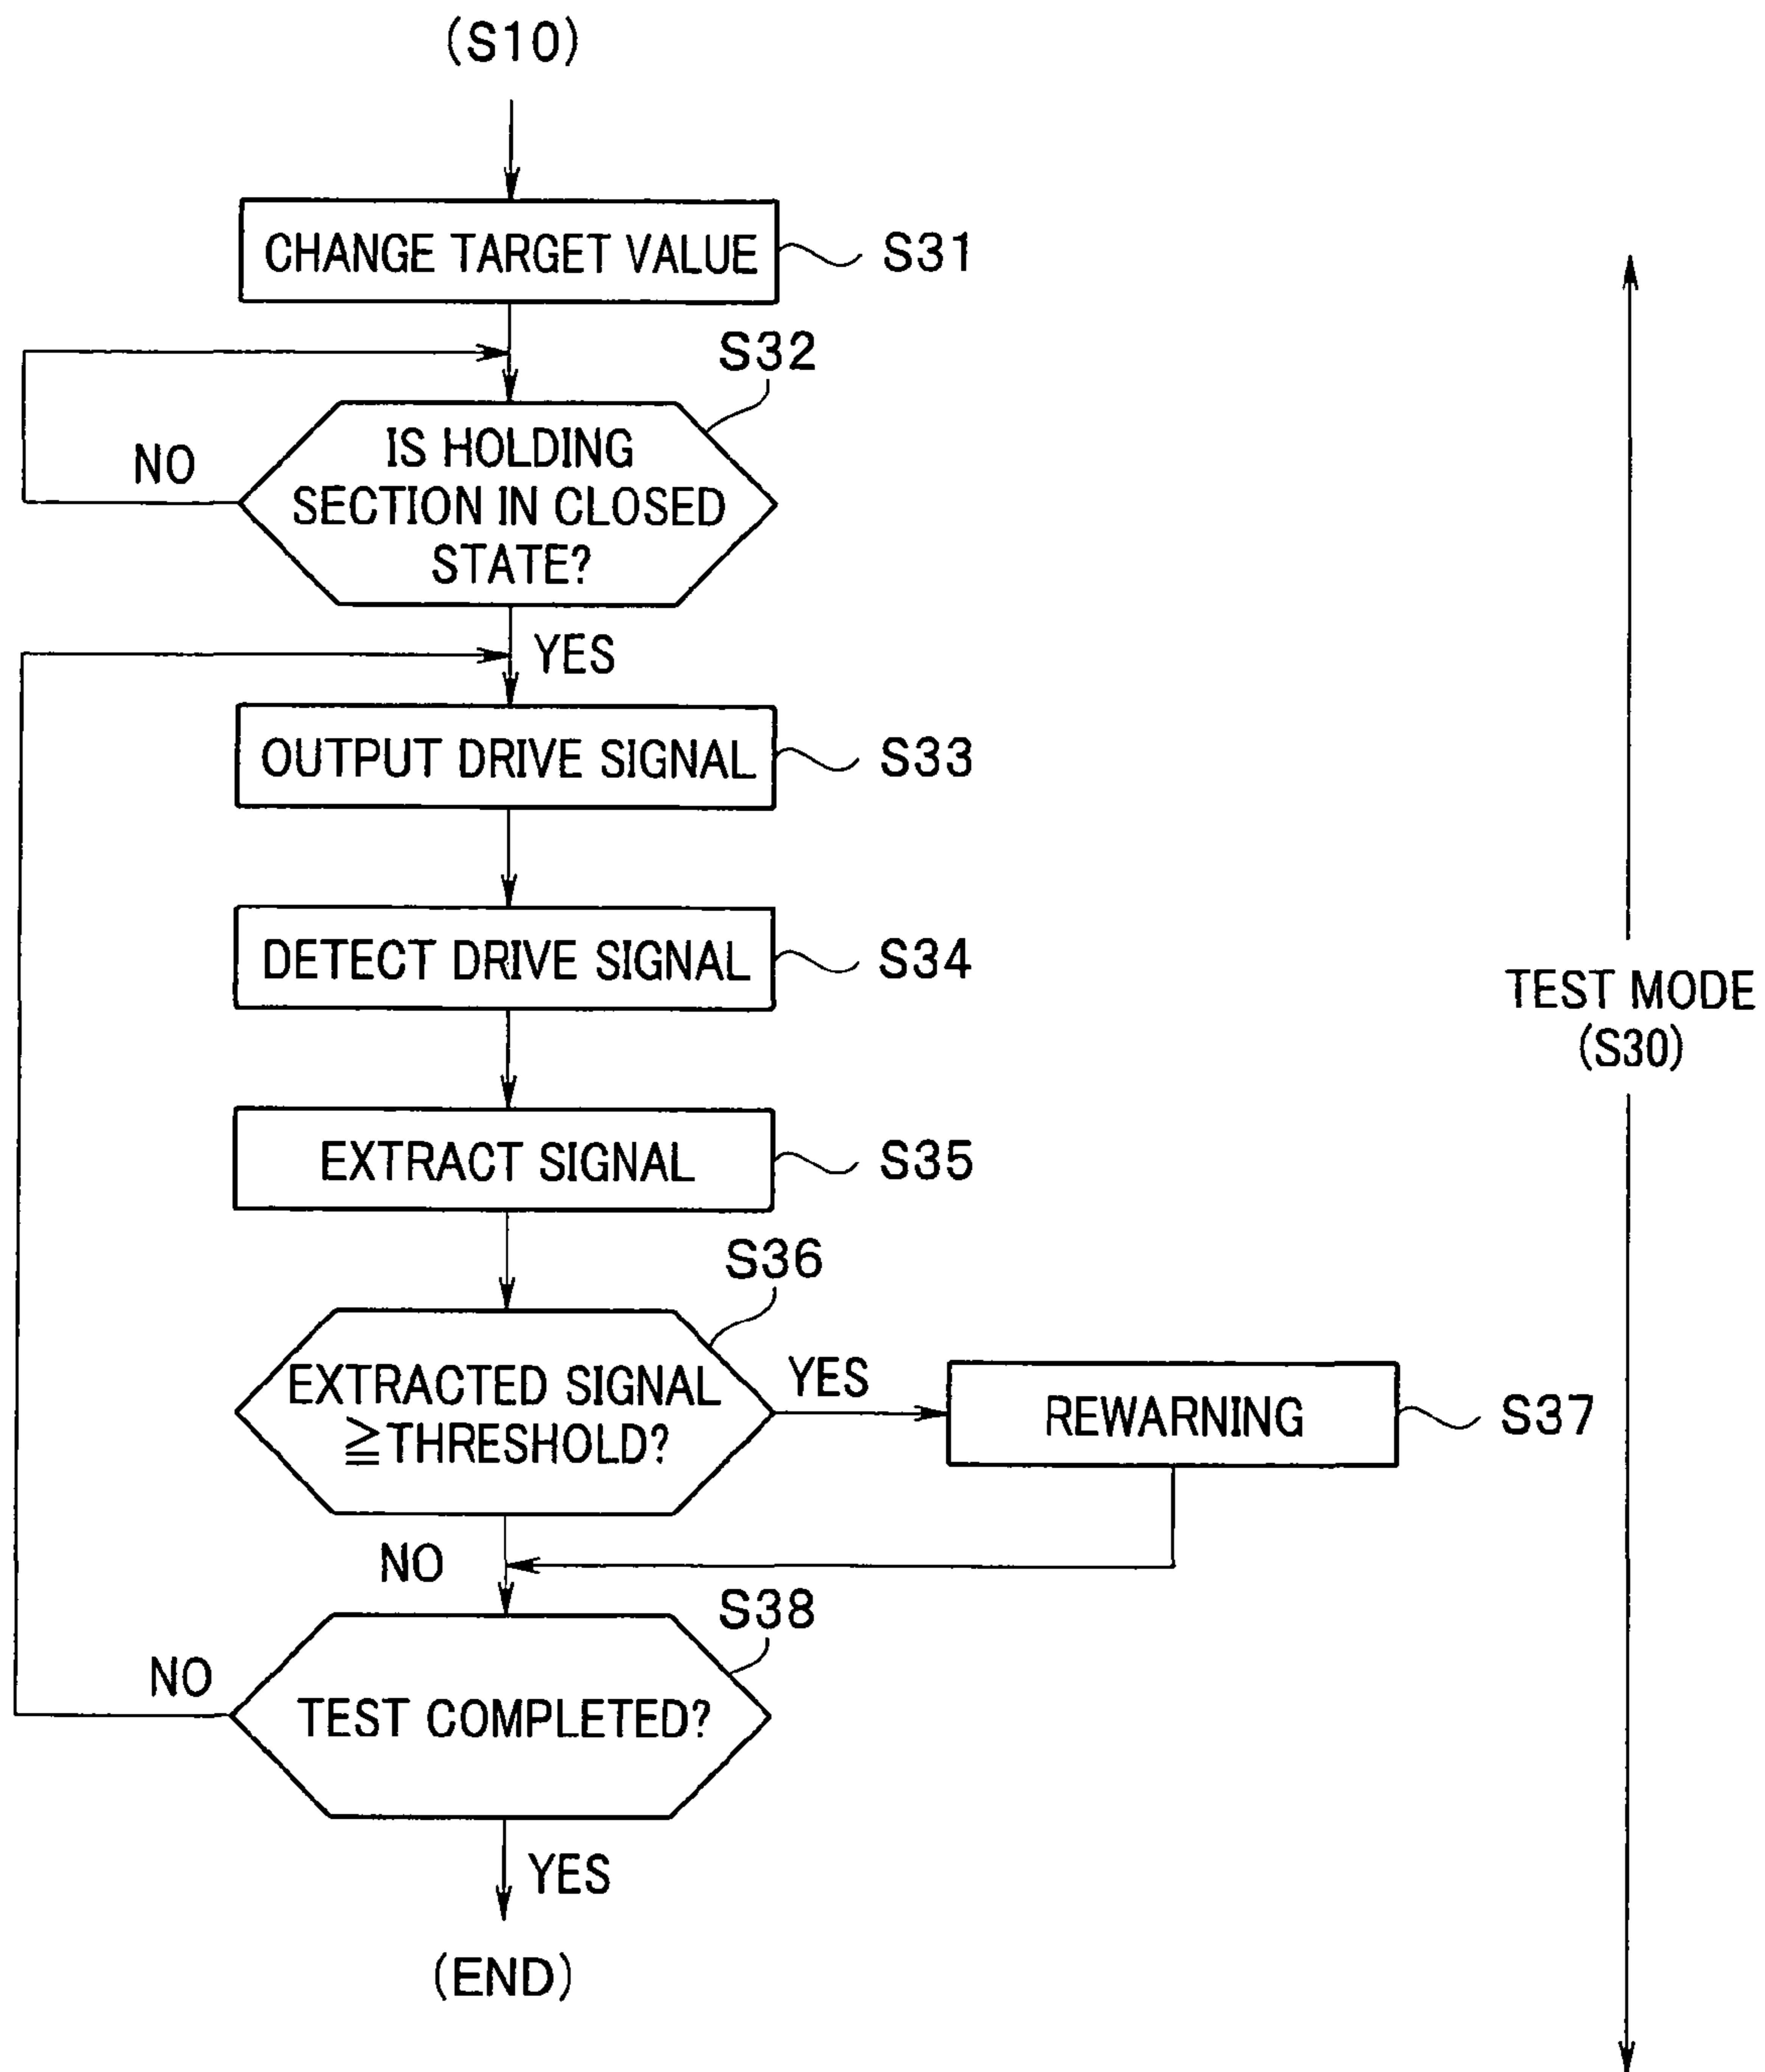 (S10)
CHANGE TARGET VALUE
S31
S32
IS HOLDING
SECTION IN CLOSED
STATE?
NO
YES
OUTPUT DRIVE SIGNAL
S33
DETECT DRIVE SIGNAL
S34
TEST MODE
(S30)
EXTRACT SIGNAL
S35
S36
EXTRACTED SIGNAL
≧THRESHOLD?
YES
REWARNING
S37
NO
S38
NO
TEST COMPLETED?
YES
(END)